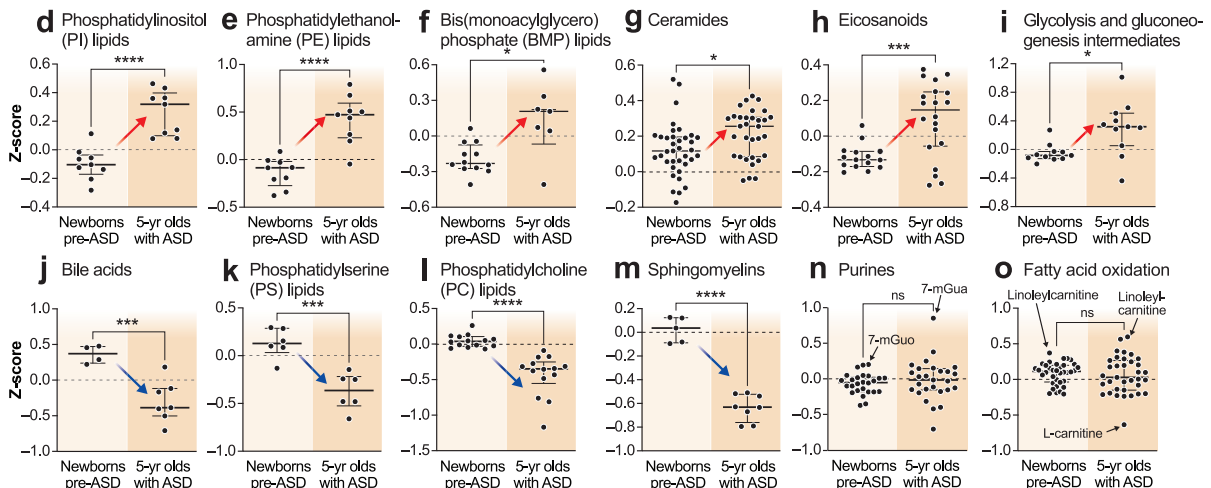 d Phosphatidylinositol
(PI) lipids
****
Z-score
0.6
0.4
0.2
0.0
−0.2
−0.4
Newborns
pre-ASD
5-yr olds
with ASD
e Phosphatidylethanol-
amine (PE) lipids
****
1.0
0.5
0.0
−0.5
Newborns
pre-ASD
5-yr olds
with ASD
f Bis(monoacylglycero)
phosphate (BMP) lipids
*
0.6
0.4
0.2
0.0
−0.2
−0.4
−0.6
Newborns
pre-ASD
5-yr olds
with ASD
g Ceramides
*
0.6
0.4
0.2
0.0
−0.2
Newborns
pre-ASD
5-yr olds
with ASD
h Eicosanoids
***
0.4
0.2
0.0
−0.2
−0.4
Newborns
pre-ASD
5-yr olds
with ASD
i Glycolysis and gluconeo-
genesis intermediates
*
1.2
0.8
0.4
0.0
−0.4
−0.8
Newborns
pre-ASD
5-yr olds
with ASD
j Bile acids
***
Z-score
1.0
0.5
0.0
−0.5
−1.0
Newborns
pre-ASD
5-yr olds
with ASD
k Phosphatidylserine
(PS) lipids
***
0.5
0.0
−0.5
−1.0
Newborns
pre-ASD
5-yr olds
with ASD
l Phosphatidylcholine
(PC) lipids
****
0.6
0.3
0.0
−0.3
−0.6
−0.9
−1.2
−1.5
Newborns
pre-ASD
5-yr olds
with ASD
m Sphingomyelins
****
0.2
0.0
−0.2
−0.4
−0.6
−0.8
−1.0
Newborns
pre-ASD
5-yr olds
with ASD
n Purines
ns
7-mGua
7-mGuo
1.0
0.5
0.0
−0.5
−1.0
Newborns
pre-ASD
5-yr olds
with ASD
o Fatty acid oxidation
Linoleylcarnitine
Linoleyl-
carnitine
ns
L-carnitine
1.0
0.5
0.0
−0.5
−1.0
Newborns
pre-ASD
5-yr olds
with ASD